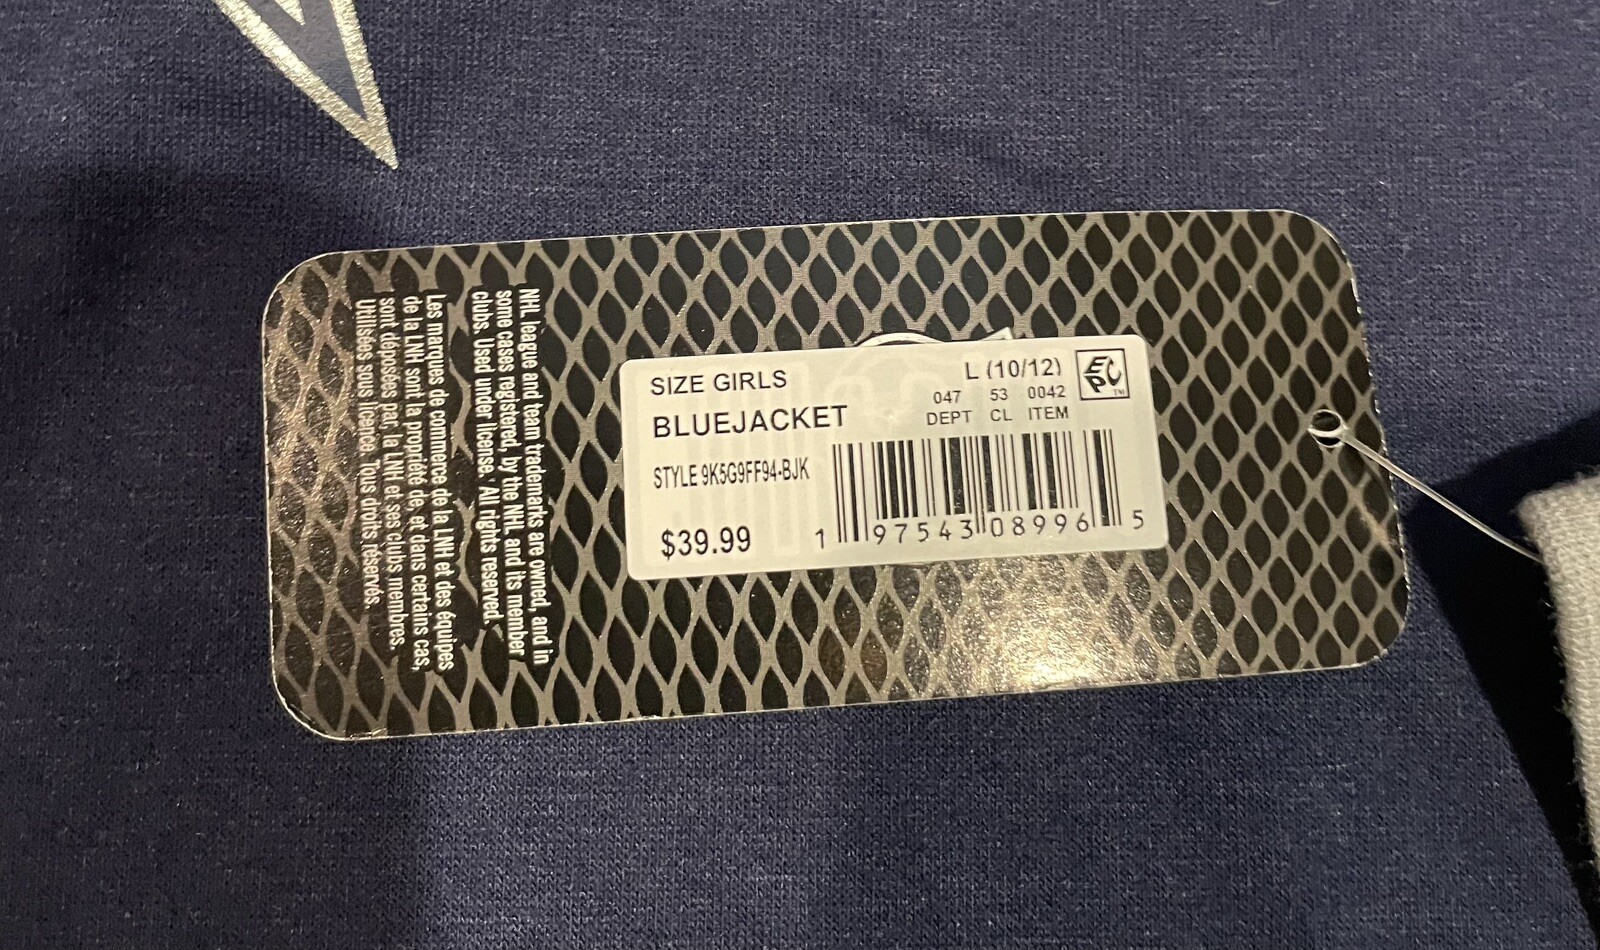 SIZE GIRLS L (10/12)
BLUEJACKET
047 53 0042
DEPT CL ITEM
STYLE 9K5G9FF94-BJK
$39.99
1 97543 08996 5
EPC™
NHL league and team trademarks are owned, and in
some cases registered, by the NHL and its member
clubs. Used under license. All rights reserved.
Les marques de commerce de la LNH et des équipes
de la LNH sont la propriété de, et dans certains cas,
sont déposées par, la LNH et ses clubs membres.
Utilisées sous licence. Tous droits réservés.